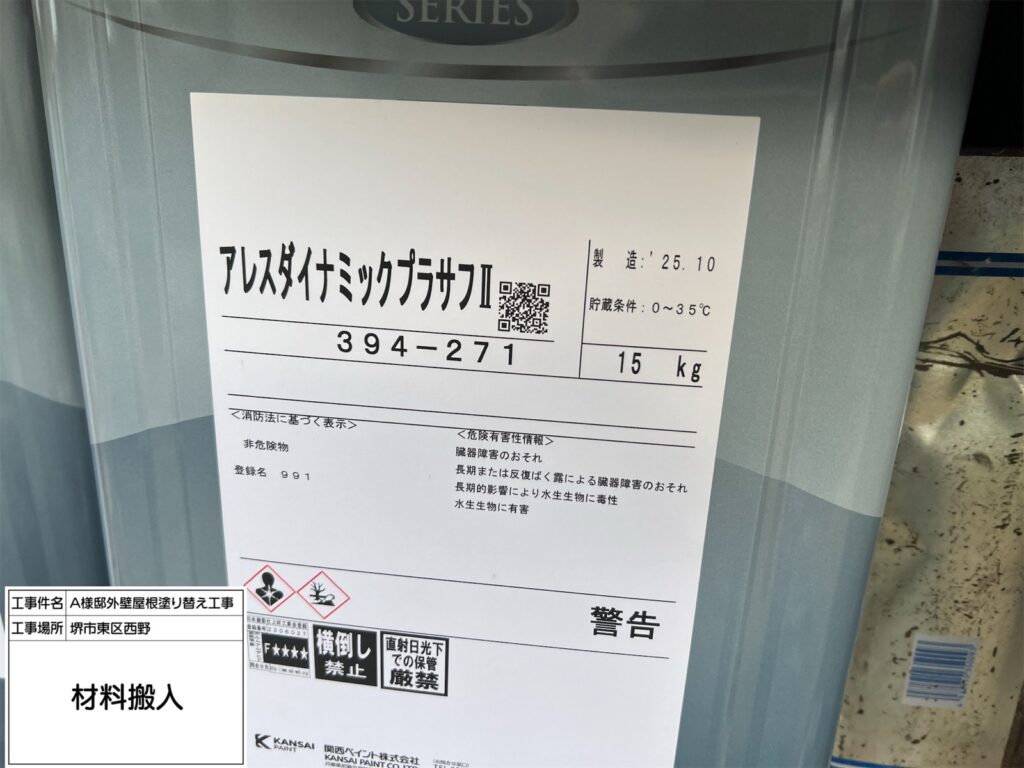 SERIES
アレスダイナミックプラサフⅡ
394-271
製 造:'25.10
貯蔵条件:0~35℃
15 kg
<消防法に基づく表示>
非危険物
登録名 991
<危険有害性情報>
臓器障害のおそれ
長期または反復ばく露による臓器障害のおそれ
長期的影響により水生生物に毒性
水生生物に有害
警告
F★★★★
横倒し
禁止
直射日光下
での保管
厳禁
KANSAI
PAINT
関西ペイント株式会社
KANSAI PAINT CO.,LTD
工事件名 A様邸外壁屋根塗り替え工事
工事場所 堺市東区西野
材料搬入